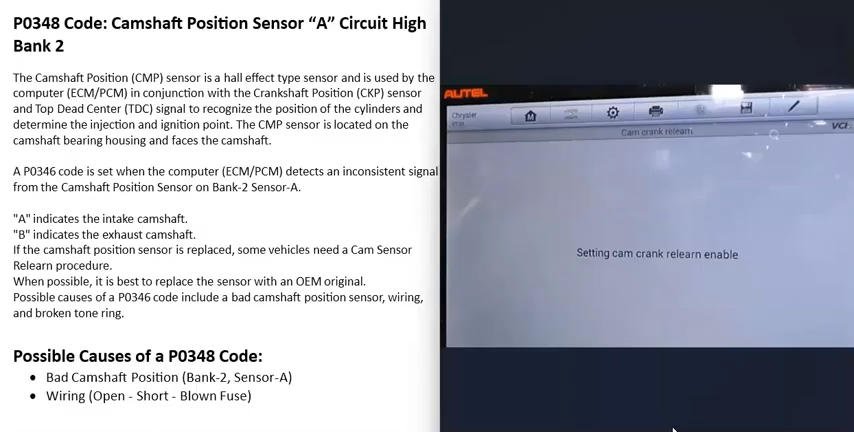 P0348 Code: Camshaft Position Sensor “A” Circuit High
Bank 2
The Camshaft Position (CMP) sensor is a hall effect type sensor and is used by the
computer (ECM/PCM) in conjunction with the Crankshaft Position (CKP) sensor
and Top Dead Center (TDC) signal to recognize the position of the cylinders and
determine the injection and ignition point. The CMP sensor is located on the
camshaft bearing housing and faces the camshaft.
A P0346 code is set when the computer (ECM/PCM) detects an inconsistent signal
from the Camshaft Position Sensor on Bank-2 Sensor-A.
"A" indicates the intake camshaft.
"B" indicates the exhaust camshaft.
If the camshaft position sensor is replaced, some vehicles need a Cam Sensor
Relearn procedure.
When possible, it is best to replace the sensor with an OEM original.
Possible causes of a P0346 code include a bad camshaft position sensor, wiring,
and broken tone ring.
Possible Causes of a P0348 Code:
• Bad Camshaft Position (Bank-2, Sensor-A)
• Wiring (Open - Short - Blown Fuse)
AUTEL
Chrysler
Cam crank relearn
VCI
Setting cam crank relearn enable